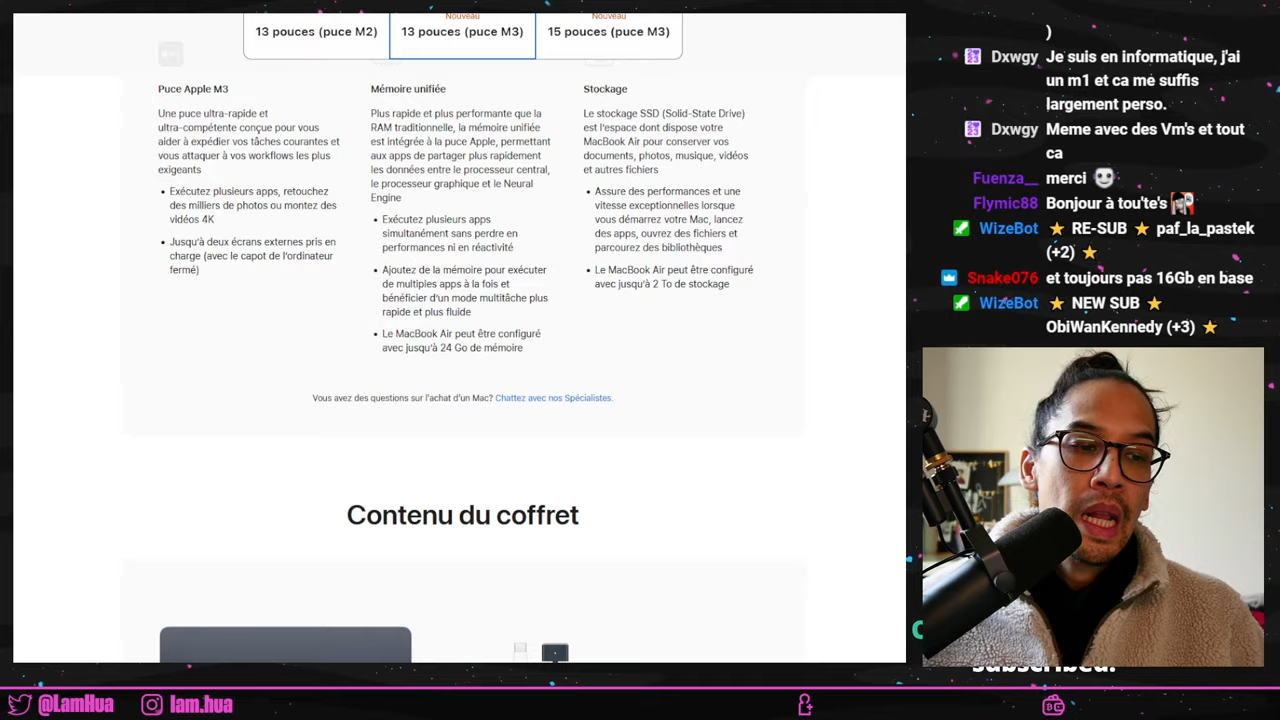 Nouveau
Nouveau
13 pouces (puce M2)
13 pouces (puce M3)
15 pouces (puce M3)
Puce Apple M3
Une puce ultra-rapide et
ultra-compétente conçue pour vous
aider à expédier vos tâches courantes et
vous attaquer à vos workflows les plus
exigeants
• Exécutez plusieurs apps, retouchez
des milliers de photos ou montez des
vidéos 4K
• Jusqu'à deux écrans externes pris en
charge (avec le capot de l'ordinateur
fermé)
Mémoire unifiée
Plus rapide et plus performante que la
RAM traditionnelle, la mémoire unifiée
est intégrée à la puce Apple, permettant
aux apps de partager plus rapidement
les données entre le processeur central,
le processeur graphique et le Neural
Engine
• Exécutez plusieurs apps
simultanément sans perdre en
performances ni en réactivité
• Ajoutez de la mémoire pour exécuter
de multiples apps à la fois et
bénéficier d'un mode multitâche plus
rapide et plus fluide
• Le MacBook Air peut être configuré
avec jusqu'à 24 Go de mémoire
Stockage
Le stockage SSD (Solid-State Drive)
est l'espace dont dispose votre
MacBook Air pour conserver vos
documents, photos, musique, vidéos
et autres fichiers
• Assure des performances et une
vitesse exceptionnelles lorsque
vous démarrez votre Mac, lancez
des apps, ouvrez des fichiers et
parcourez des bibliothèques
• Le MacBook Air peut être configuré
avec jusqu'à 2 To de stockage
Vous avez des questions sur l'achat d'un Mac? Chattez avec nos Spécialistes.
Contenu du coffret
)
Dxwgy Je suis en informatique, j'ai
un m1 et ca me suffis
largement perso.
Dxwgy Meme avec des Vm's et tout
ca
Fuenza__ merci
Flymic88 Bonjour à tou'te's
WizeBot RE-SUB paf_la_pastek
(+2)
Snake076 et toujours pas 16Gb en base
WizeBot NEW SUB
ObiWanKennedy (+3)
subscribed!
@LamHua
lam.hua